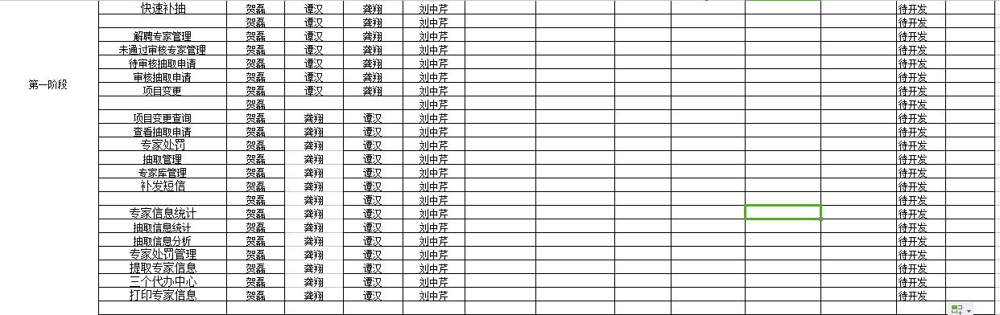 快速补抽 贺磊 谭汉 龚翔 刘中芹 待开发
贺磊 谭汉 龚翔 刘中芹 待开发
解聘专家管理 贺磊 谭汉 龚翔 刘中芹 待开发
未通过审核专家管理 贺磊 谭汉 龚翔 刘中芹 待开发
待审核抽取申请 贺磊 谭汉 龚翔 刘中芹 待开发
审核抽取申请 贺磊 谭汉 龚翔 刘中芹 待开发
第一阶段
项目变更 贺磊 谭汉 龚翔 刘中芹 待开发
贺磊 刘中芹 待开发
项目变更查询 贺磊 龚翔 谭汉 刘中芹 待开发
查看抽取申请 贺磊 龚翔 谭汉 刘中芹 待开发
专家处罚 贺磊 龚翔 谭汉 刘中芹 待开发
抽取管理 贺磊 龚翔 谭汉 刘中芹 待开发
专家库管理 贺磊 龚翔 谭汉 刘中芹 待开发
补发短信 贺磊 龚翔 谭汉 刘中芹 待开发
贺磊 龚翔 谭汉 刘中芹 待开发
专家信息统计 贺磊 龚翔 谭汉 刘中芹 待开发
抽取信息统计 贺磊 龚翔 谭汉 刘中芹 待开发
抽取信息分析 贺磊 龚翔 谭汉 刘中芹 待开发
专家处罚管理 贺磊 龚翔 谭汉 刘中芹 待开发
提取专家信息 贺磊 龚翔 谭汉 刘中芹 待开发
三个代办中心 贺磊 龚翔 谭汉 刘中芹 待开发
打印专家信息 贺磊 龚翔 谭汉 刘中芹 待开发